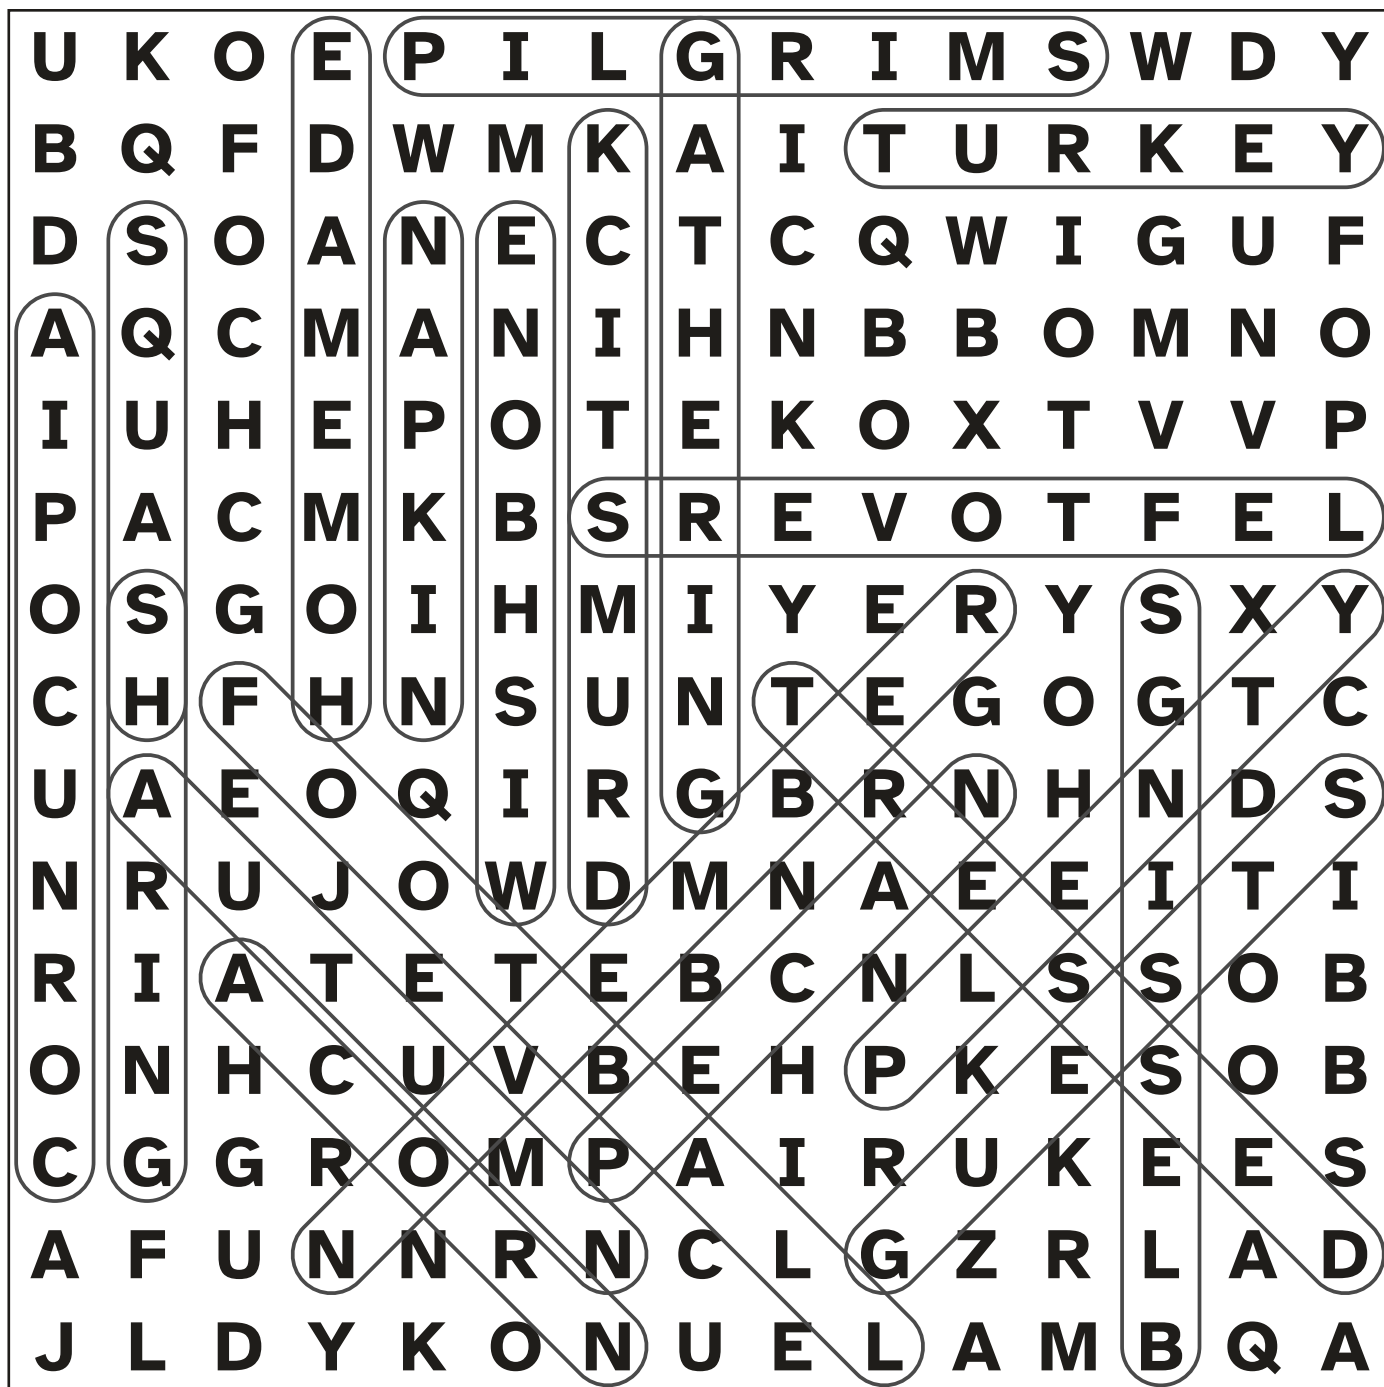 U K O E P I L G R I M S W D Y
B Q F D W M K A I T U R K E Y
D S O A N E C T C Q W I G U F
A Q C M A N I H N B B O M N O
I U H E P O T E K O X T V V P
P A C M K B S R E V O T F E L
O S G O I H M I Y E R Y S X Y
C H F H N S U N T E G O G T C
U A E O Q I R G B R N H N D S
N R U J O W D M N A E E I T I
R I A T E T E B C N L S S O B
O N H C U V B E H P K E S O B
C G G R O M P A I R U K E E S
A F U N N R N C L G Z R L A D
J L D Y K O N U E L A M B Q A